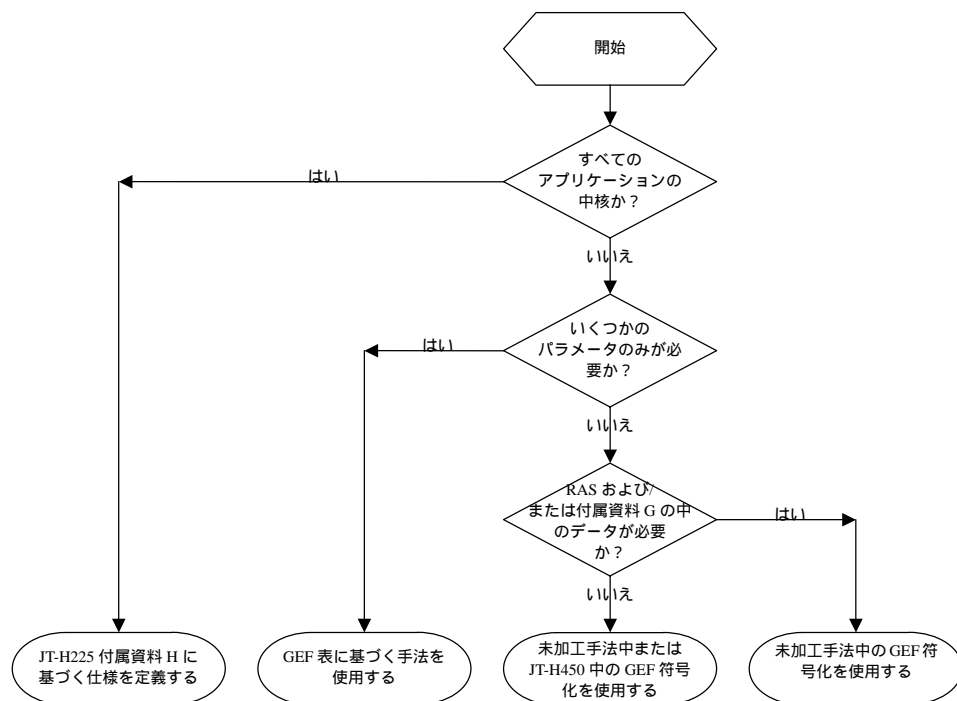 開始
すべての
アプリケーションの
中核か？
はい
いいえ
いくつかの
パラメータのみが必
要か？
はい
いいえ
RAS および/
または付属資料 G の中
のデータが必要
か？
はい
いいえ
JT-H225 付属資料 H に
基づく仕様を定義する
GEF 表に基づく手法を
使用する
未加工手法中または
JT-H450 中の GEF 符号
化を使用する
未加工手法中の GEF 符
号化を使用する